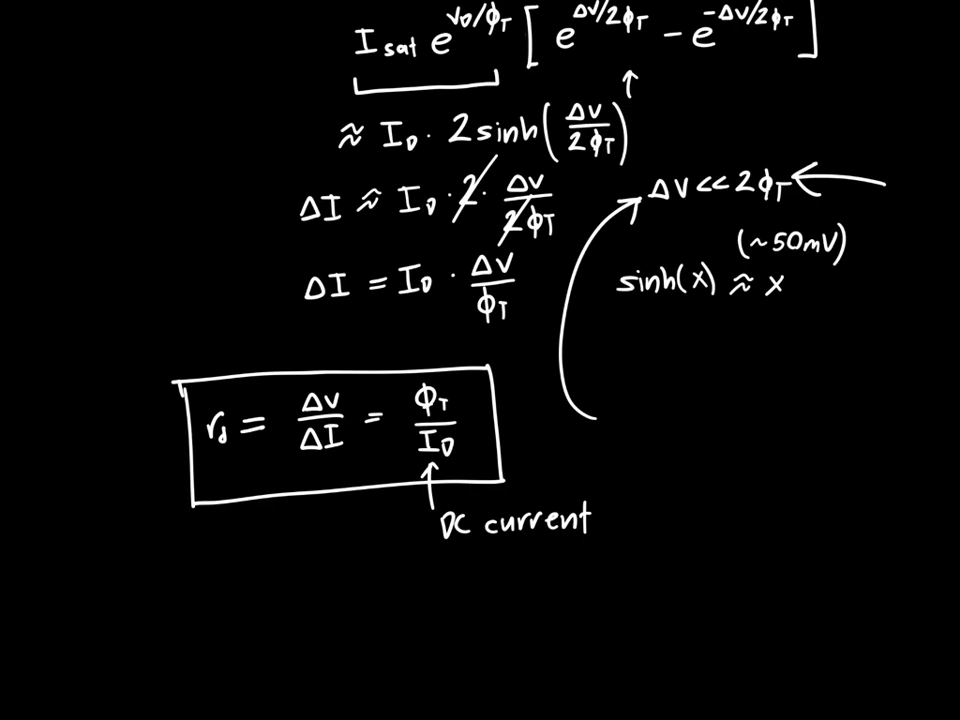 I_sat e^(V_D/ϕ_T) [ e^(ΔV/2ϕ_T) − e^(−ΔV/2ϕ_T) ]
≈ I_D · 2 sinh(ΔV/2ϕ_T)
ΔV << 2ϕ_T
ΔI ≈ I_D · 2 · ΔV/2ϕ_T
(~50mV)
sinh(x) ≈ x
ΔI = I_D · ΔV/ϕ_T
r_d = ΔV/ΔI = ϕ_T/I_D
DC current